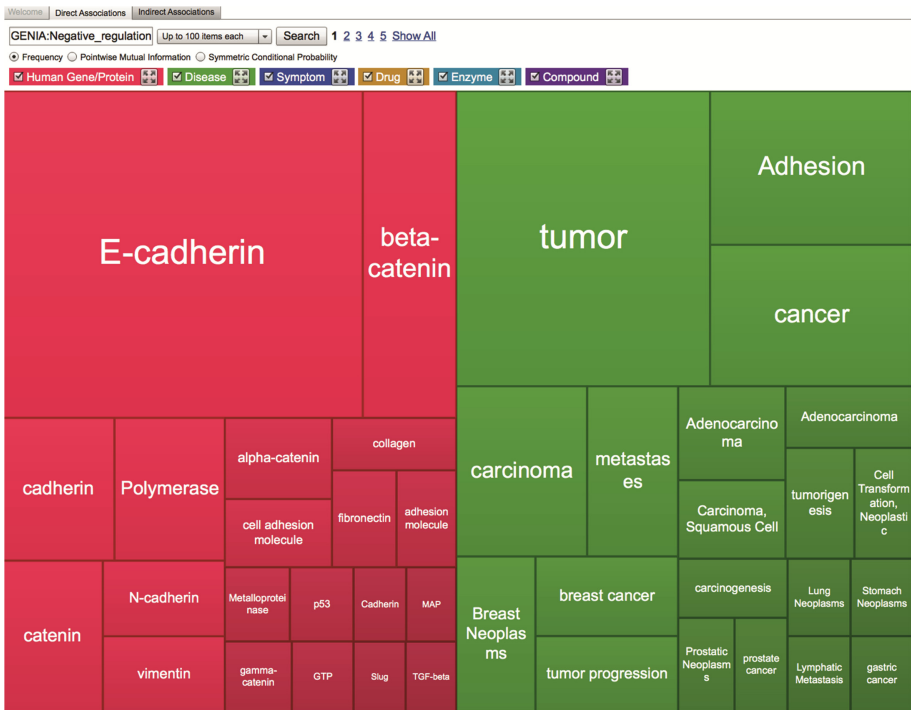 Welcome Direct Associations Indirect Associations
GENIA:Negative_regulation Up to 100 items each Search 1 2 3 4 5 Show All
Frequency Pointwise Mutual Information Symmetric Conditional Probability
Human Gene/Protein Disease Symptom Drug Enzyme Compound
E-cadherin
beta-
catenin
cadherin
Polymerase
alpha-catenin
collagen
cell adhesion
molecule
fibronectin
adhesion
molecule
catenin
N-cadherin
vimentin
Metalloprotei
nase
p53
Cadherin
MAP
gamma-
catenin
GTP
Slug
TGF-beta
tumor
Adhesion
cancer
carcinoma
metastas
es
Adenocarcino
ma
Adenocarcinoma
Carcinoma,
Squamous Cell
tumorigen
esis
Cell
Transform
ation,
Neoplasti
c
Breast
Neoplas
ms
breast cancer
tumor progression
carcinogenesis
Lung
Neoplasms
Stomach
Neoplasms
Prostatic
Neoplasm
s
prostate
cancer
Lymphatic
Metastasis
gastric
cancer